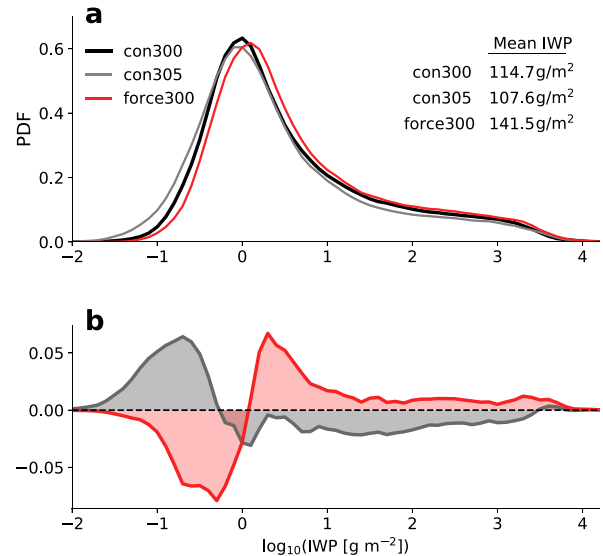 a
Mean IWP
con300 114.7g/m²
con305 107.6g/m²
force300 141.5g/m²
con300
con305
force300
PDF
0.6
0.4
0.2
0.0
−2 −1 0 1 2 3 4
b
0.05
0.00
−0.05
−2 −1 0 1 2 3 4
log₁₀(IWP [g m⁻²])